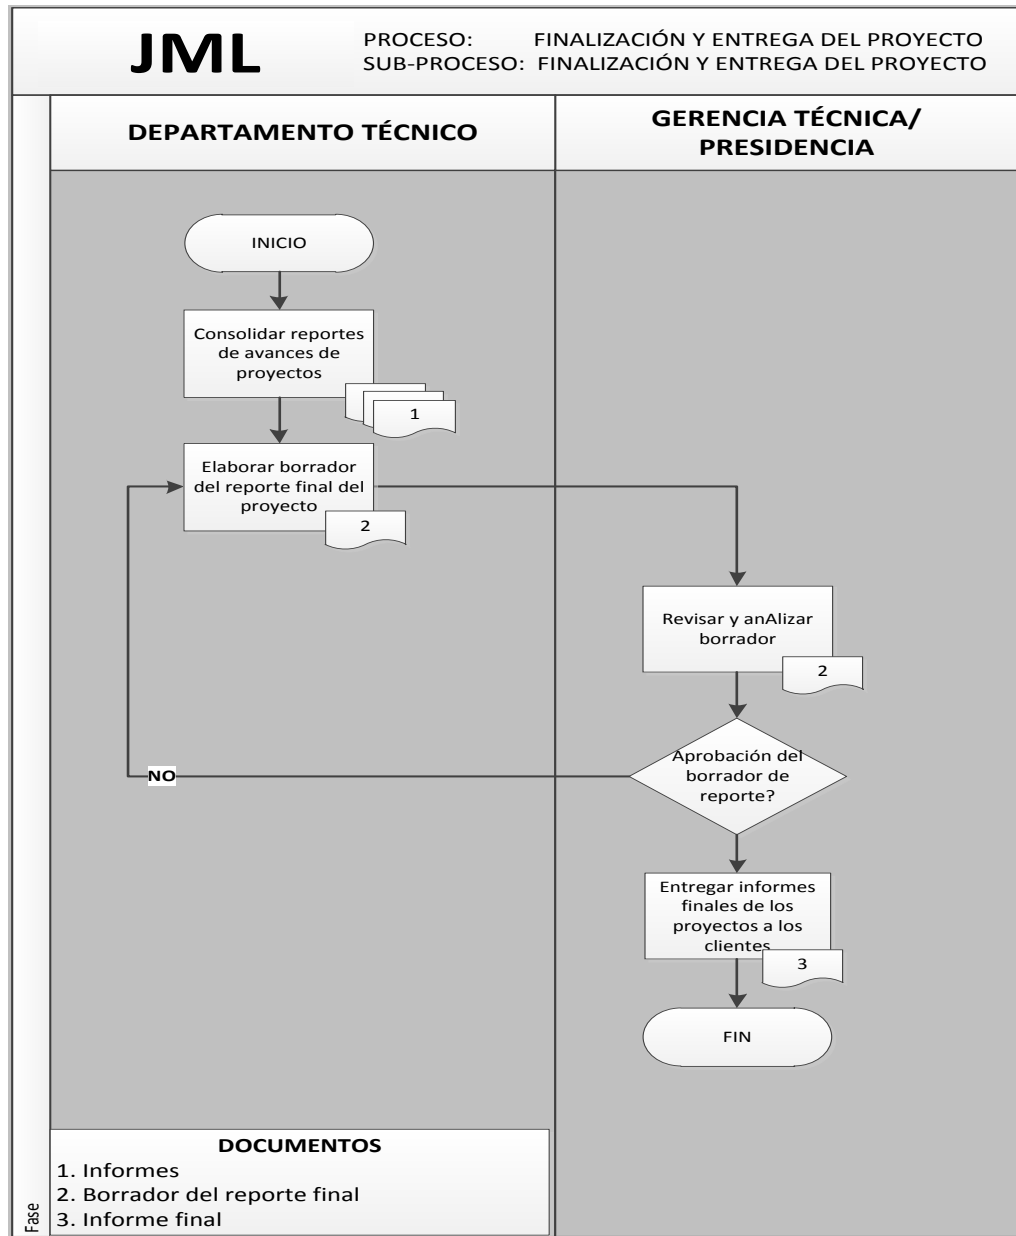 JML
PROCESO: FINALIZACIÓN Y ENTREGA DEL PROYECTO
SUB-PROCESO: FINALIZACIÓN Y ENTREGA DEL PROYECTO
DEPARTAMENTO TÉCNICO
GERENCIA TÉCNICA/
PRESIDENCIA
INICIO
Consolidar reportes
de avances de
proyectos
1
Elaborar borrador
del reporte final del
proyecto
2
Revisar y anAlizar
borrador
2
Aprobación del
borrador de
reporte?
NO
Entregar informes
finales de los
proyectos a los
clientes
3
FIN
DOCUMENTOS
1. Informes
2. Borrador del reporte final
3. Informe final
Fase